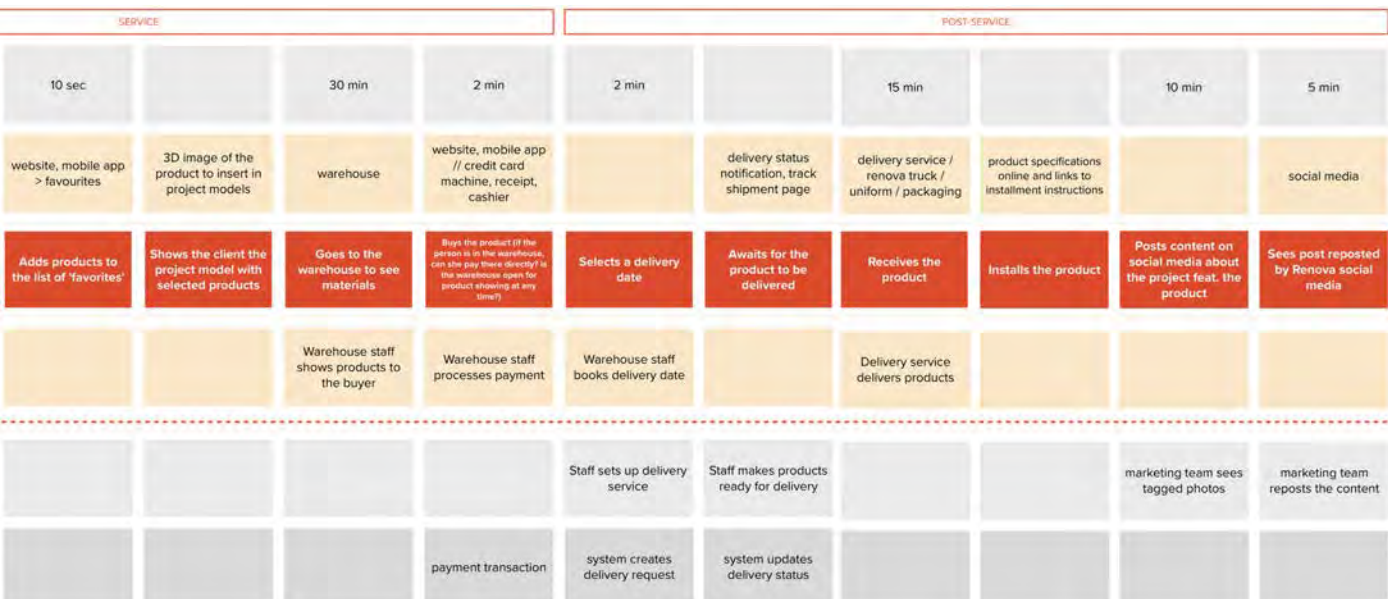 SERVICE
POST-SERVICE
10 sec
30 min
2 min
2 min
15 min
10 min
5 min
website, mobile app
> favourites
3D image of the
product to insert in
project models
warehouse
website, mobile app
// credit card
machine, receipt,
cashier
delivery status
notification, track
shipment page
delivery service /
renova truck /
uniform / packaging
product specifications
online and links to
installment instructions
social media
Adds products to
the list of 'favorites'
Shows the client the
project model with
selected products
Goes to the
warehouse to see
materials
Buys the product (if the
person is in the warehouse,
can she pay there directly? is
the warehouse open for
product showing at any
time?)
Selects a delivery
date
Awaits for the
product to be
delivered
Receives the
product
Installs the product
Posts content on
social media about
the project feat. the
product
Sees post reposted
by Renova social
media
Warehouse staff
shows products to
the buyer
Warehouse staff
processes payment
Warehouse staff
books delivery date
Delivery service
delivers products
Staff sets up delivery
service
Staff makes products
ready for delivery
marketing team sees
tagged photos
marketing team
reposts the content
payment transaction
system creates
delivery request
system updates
delivery status